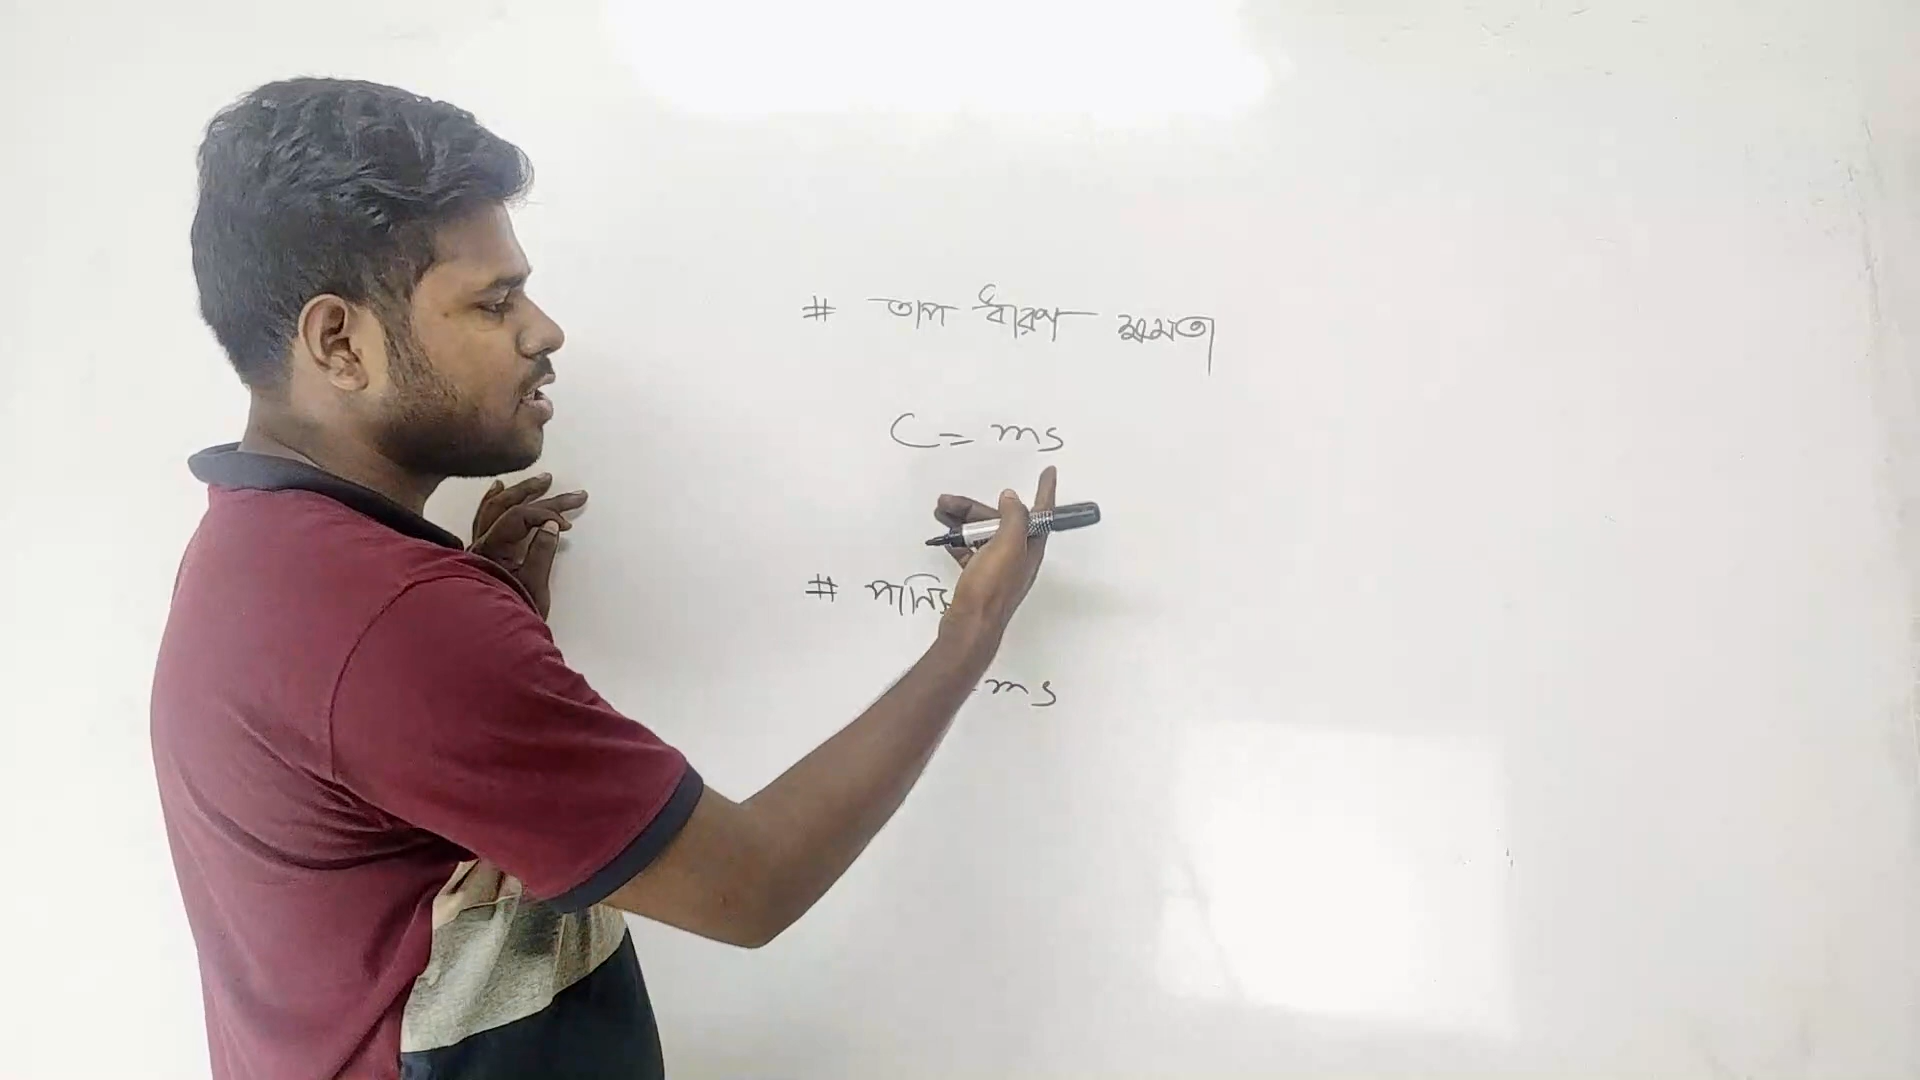 # তাপ ধারণ ক্ষমতা
C = ms
# পানির
= ms